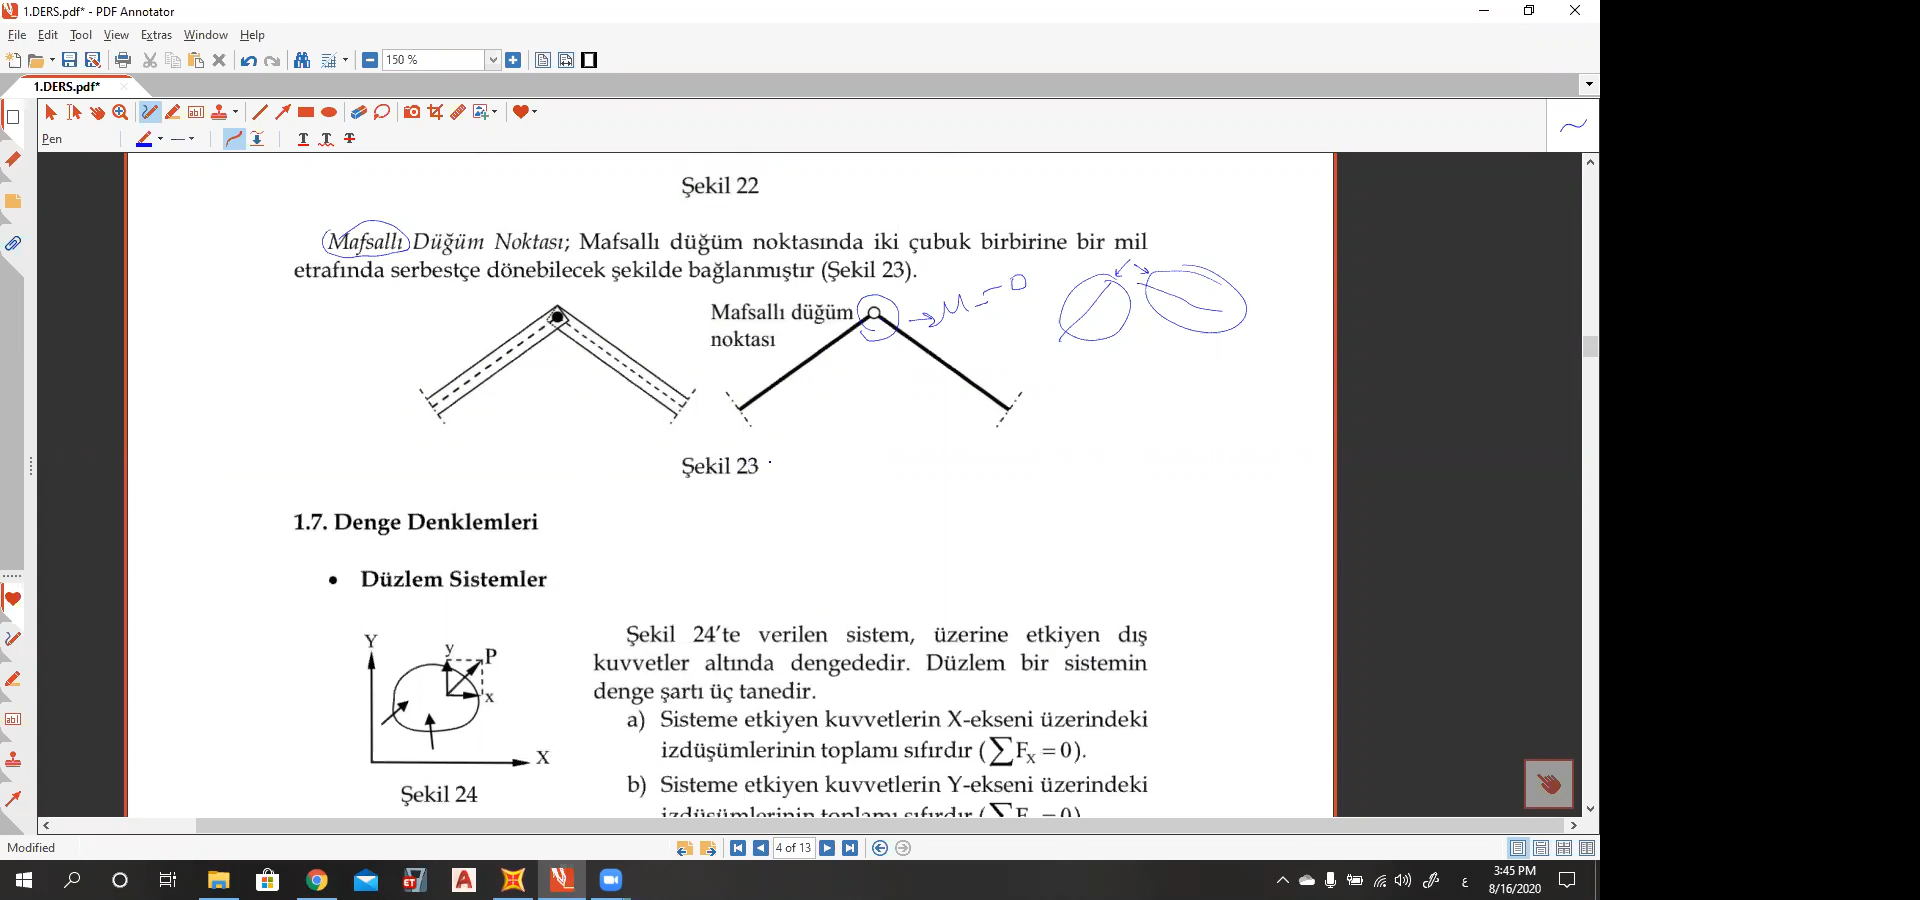 1.DERS.pdf* - PDF Annotator
File Edit Tool View Extras Window Help
150 %
1.DERS.pdf*
Pen
Şekil 22
Mafsallı Düğüm Noktası; Mafsallı düğüm noktasında iki çubuk birbirine bir mil
etrafında serbestçe dönebilecek şekilde bağlanmıştır (Şekil 23).
Mafsallı düğüm
noktası
M = 0
Şekil 23
1.7. Denge Denklemleri
• Düzlem Sistemler
Y
y
P
x
X
Şekil 24
Şekil 24’te verilen sistem, üzerine etkiyen dış
kuvvetler altında dengededir. Düzlem bir sistemin
denge şartı üç tanedir.
a) Sisteme etkiyen kuvvetlerin X-ekseni üzerindeki
izdüşümlerinin toplamı sıfırdır (∑Fx = 0).
b) Sisteme etkiyen kuvvetlerin Y-ekseni üzerindeki
izdüşümlerinin toplamı sıfırdır
Modified
4 of 13
3:45 PM
8/16/2020